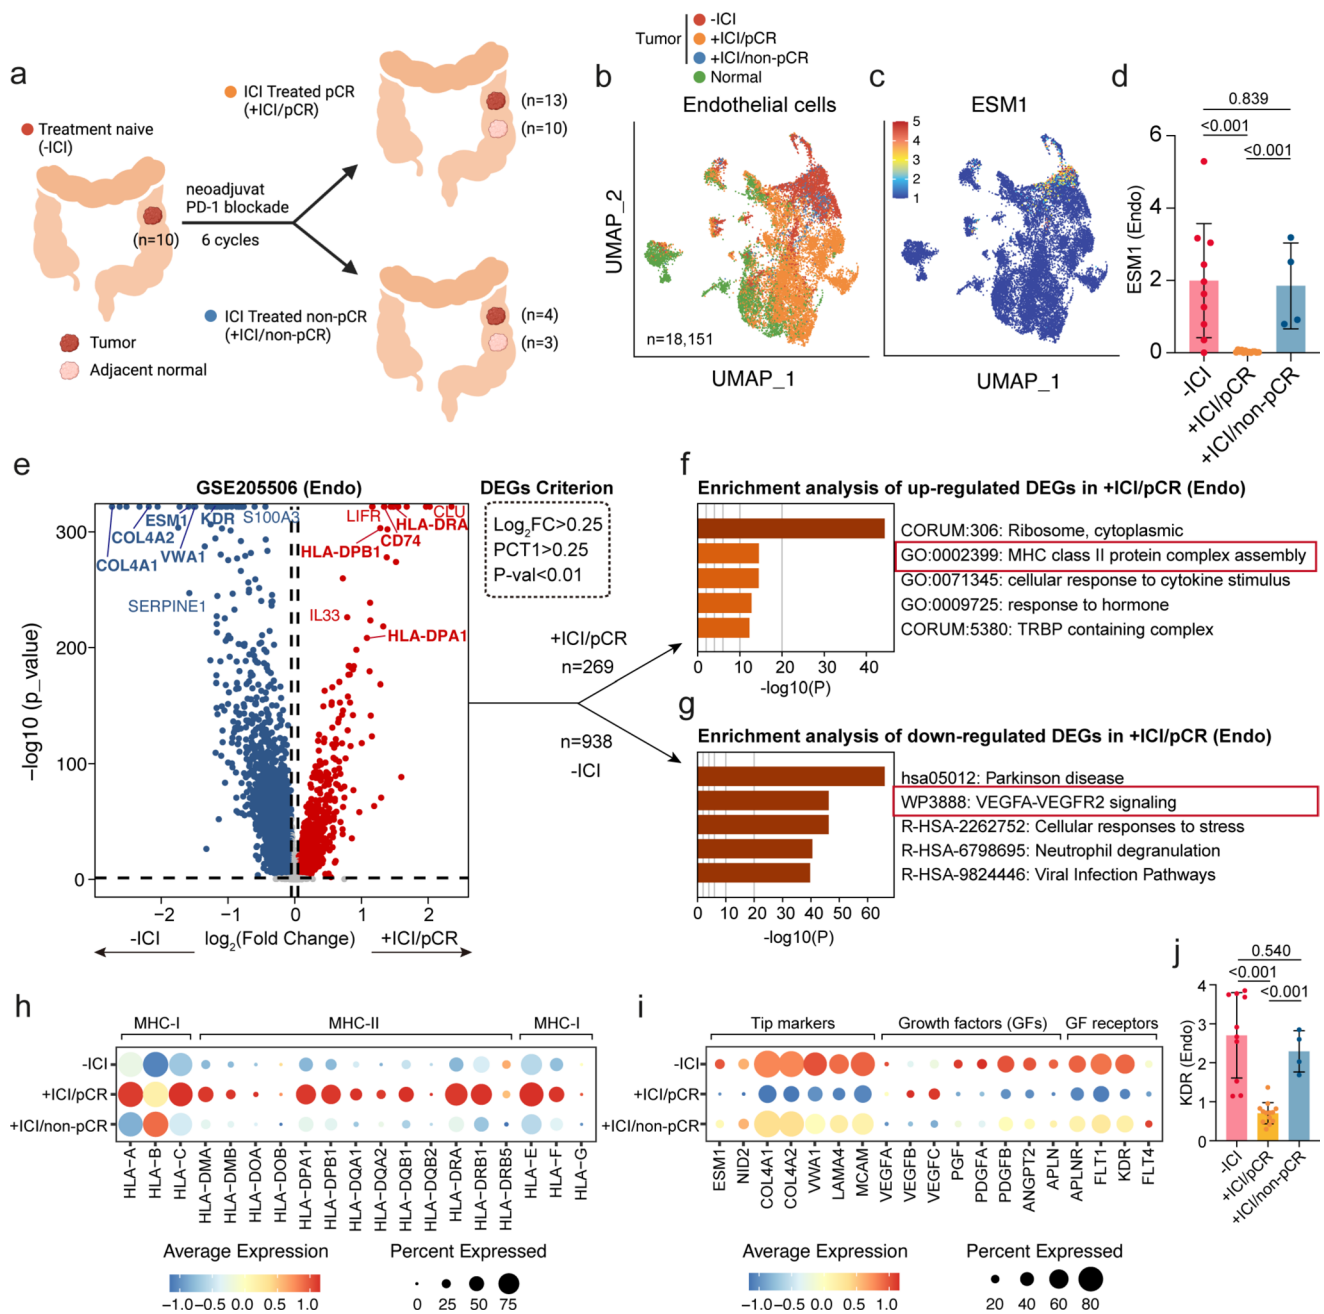 a
Treatment naive
(-ICI)
(n=10)
neoadjuvat
PD-1 blockade
6 cycles
ICI Treated pCR
(+ICI/pCR)
(n=13)
(n=10)
ICI Treated non-pCR
(+ICI/non-pCR)
(n=4)
(n=3)
Tumor
Adjacent normal
Tumor
-ICI
+ICI/pCR
+ICI/non-pCR
Normal
b
Endothelial cells
UMAP_2
n=18,151
UMAP_1
c
ESM1
5
4
3
2
1
UMAP_1
d
0.839
<0.001
<0.001
ESM1 (Endo)
6
4
2
0
-ICI
+ICI/pCR
+ICI/non-pCR
e
GSE205506 (Endo)
−log10 (p_value)
300
200
100
0
ESM1
KDR
S100A3
COL4A2
VWA1
COL4A1
SERPINE1
LIFR
CLU
HLA-DRA
CD74
HLA-DPB1
IL33
HLA-DPA1
−2 −1 0 1 2
-ICI
log2(Fold Change)
+ICI/pCR
DEGs Criterion
Log2FC>0.25
PCT1>0.25
P-val<0.01
+ICI/pCR
n=269
n=938
-ICI
f
Enrichment analysis of up-regulated DEGs in +ICI/pCR (Endo)
CORUM:306: Ribosome, cytoplasmic
GO:0002399: MHC class II protein complex assembly
GO:0071345: cellular response to cytokine stimulus
GO:0009725: response to hormone
CORUM:5380: TRBP containing complex
0 10 20 30 40
-log10(P)
g
Enrichment analysis of down-regulated DEGs in +ICI/pCR (Endo)
hsa05012: Parkinson disease
WP3888: VEGFA-VEGFR2 signaling
R-HSA-2262752: Cellular responses to stress
R-HSA-6798695: Neutrophil degranulation
R-HSA-9824446: Viral Infection Pathways
0 10 20 30 40 50 60
-log10(P)
h
MHC-I MHC-II MHC-I
-ICI
+ICI/pCR
+ICI/non-pCR
HLA−A
HLA−B
HLA−C
HLA−DMA
HLA−DMB
HLA−DOA
HLA−DOB
HLA−DPA1
HLA−DPB1
HLA−DQA1
HLA−DQA2
HLA−DQB1
HLA−DQB2
HLA−DRA
HLA−DRB1
HLA−DRB5
HLA−E
HLA−F
HLA−G
Average Expression
−1.0 −0.5 0.0 0.5 1.0
Percent Expressed
0 25 50 75
i
Tip markers Growth factors (GFs) GF receptors
-ICI
+ICI/pCR
+ICI/non-pCR
ESM1
NID2
COL4A1
COL4A2
VWA1
LAMA4
MCAM
VEGFA
VEGFB
VEGFC
PGF
PDGFA
PDGFB
ANGPT2
APLN
APLNR
FLT1
KDR
FLT4
Average Expression
−1.0 −0.5 0.0 0.5 1.0
Percent Expressed
20 40 60 80
j
0.540
<0.001
<0.001
KDR (Endo)
4
3
2
1
0
-ICI
+ICI/pCR
+ICI/non-pCR